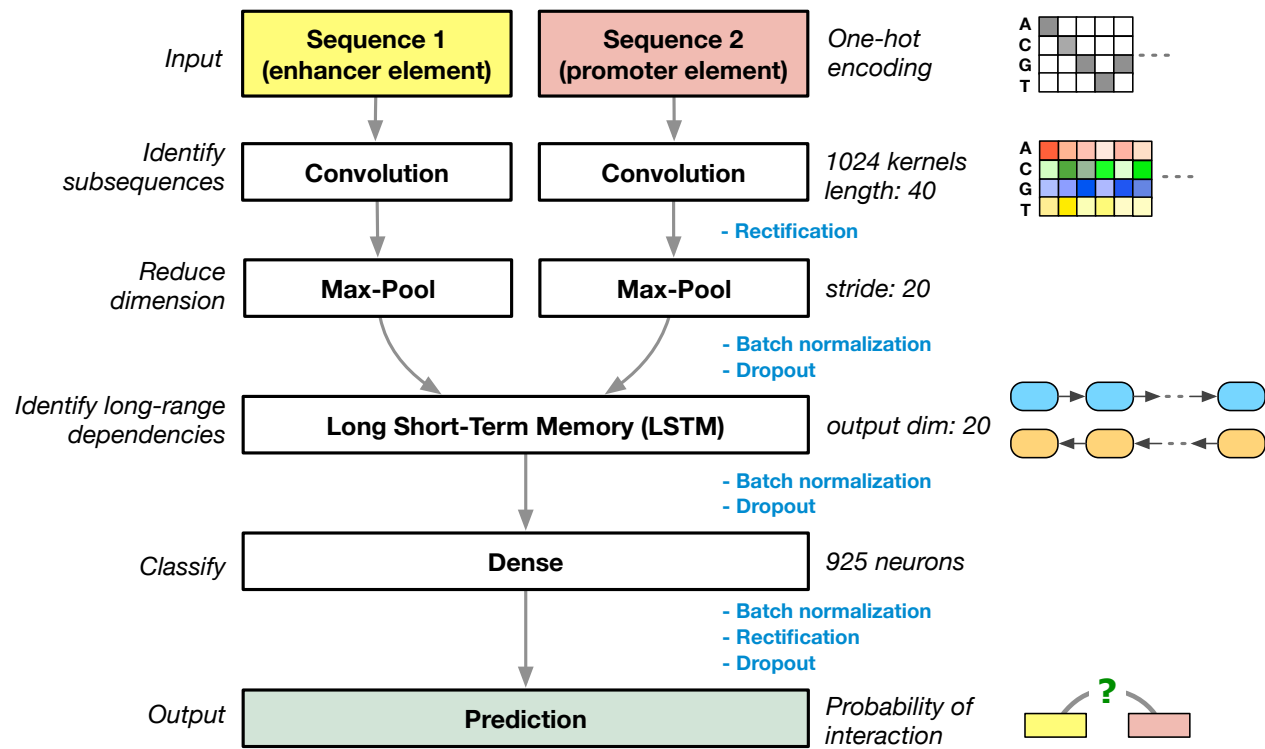 Input
Sequence 1
(enhancer element)
Sequence 2
(promoter element)
One-hot
encoding
A
C
G
T
Identify
subsequences
Convolution
Convolution
1024 kernels
length: 40
A
C
G
T
- Rectification
Reduce
dimension
Max-Pool
Max-Pool
stride: 20
- Batch normalization
- Dropout
Identify long-range
dependencies
Long Short-Term Memory (LSTM)
output dim: 20
- Batch normalization
- Dropout
Classify
Dense
925 neurons
- Batch normalization
- Rectification
- Dropout
Output
Prediction
Probability of
interaction
?